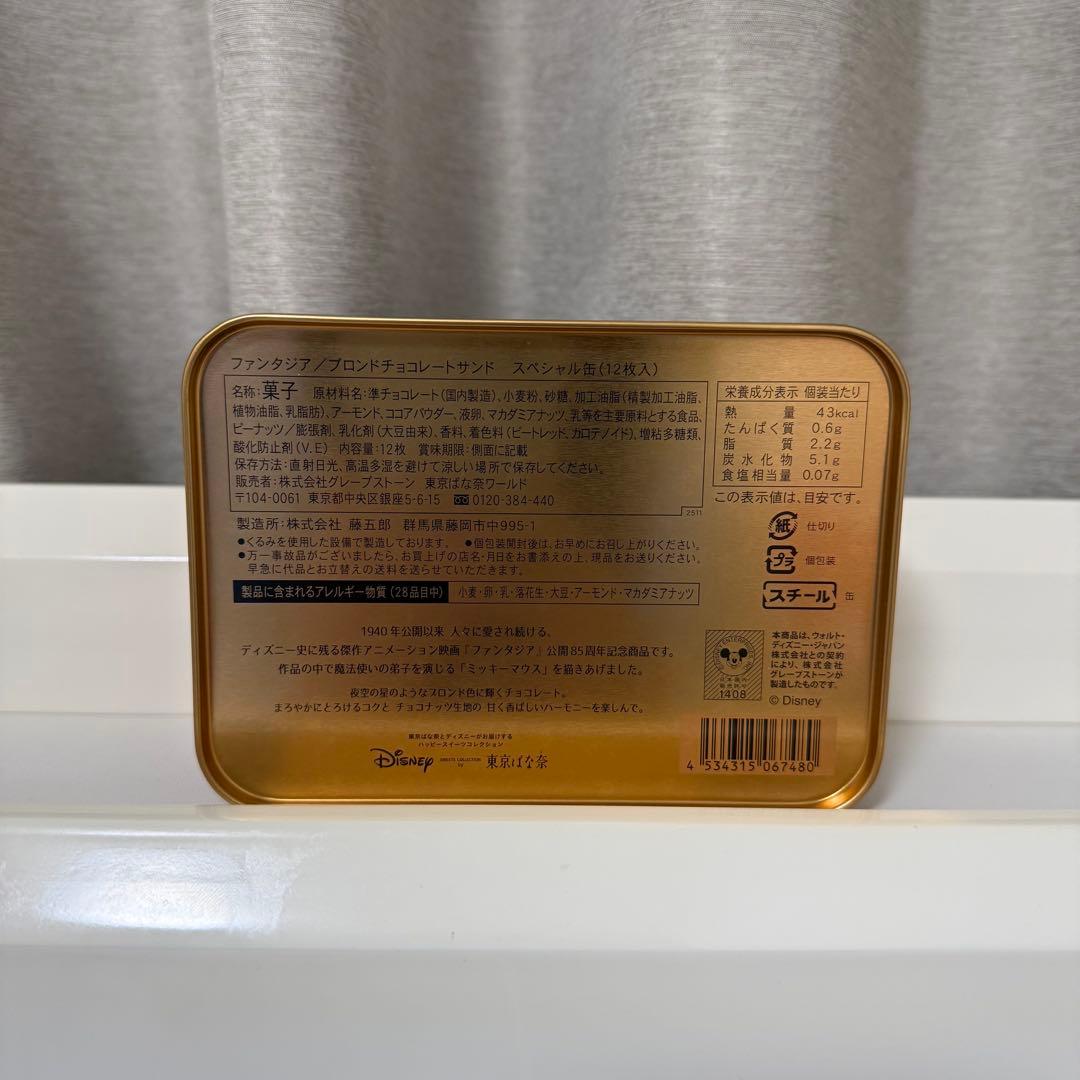 ファンタジア／ブロンドチョコレートサンド　スペシャル缶(12枚入)
名称:菓子　原材料名:準チョコレート(国内製造)、小麦粉、砂糖、加工油脂(精製加工油脂、
植物油脂、乳脂肪)、アーモンド、ココアパウダー、液卵、マカダミアナッツ、乳等を主要原料とする食品、
ピーナッツ／膨張剤、乳化剤(大豆由来)、香料、着色料(ビートレッド、カロテノイド)、増粘多糖類、
酸化防止剤(V.E)　内容量:12枚　賞味期限:側面に記載
保存方法:直射日光、高温多湿を避けて涼しい場所で保存してください。
販売者:株式会社グレープストーン　東京ばな奈ワールド
〒104-0061　東京都中央区銀座5-6-15　0120-384-440
2511
製造所:株式会社 藤五郎　群馬県藤岡市中995-1
●くるみを使用した設備で製造しております。　●個包装開封後は、お早めにお召し上がりください。
●万一事故品がございましたら、お買上げの店名・月日をお書添えの上、現品をお送りください。
早急に代品とお立替えの送料を送らせていただきます。
製品に含まれるアレルギー物質(28品目中)　小麦・卵・乳・落花生・大豆・アーモンド・マカダミアナッツ
栄養成分表示 個装当たり
熱量 43kcal
たんぱく質 0.6g
脂質 2.2g
炭水化物 5.1g
食塩相当量 0.07g
この表示値は、目安です。
紙 仕切り
プラ 個包装
スチール 缶
1940年公開以来 人々に愛され続ける、
ディズニー史に残る傑作アニメーション映画『ファンタジア』公開85周年記念商品です。
作品の中で魔法使いの弟子を演じる「ミッキーマウス」を描きあげました。
夜空の星のようなブロンド色に輝くチョコレート。
まろやかにとろけるコクと チョコナッツ生地の 甘く香ばしいハーモニーを楽しんで。
東京ばな奈とディズニーがお届けする
ハッピースイーツコレクション
Disney SWEETS COLLECTION by 東京ばな奈
1408
本商品は、ウォルト・
ディズニー・ジャパン
株式会社との契約
により、株式会社
グレープストーンが
製造したものです。
© Disney
4 534315 067480